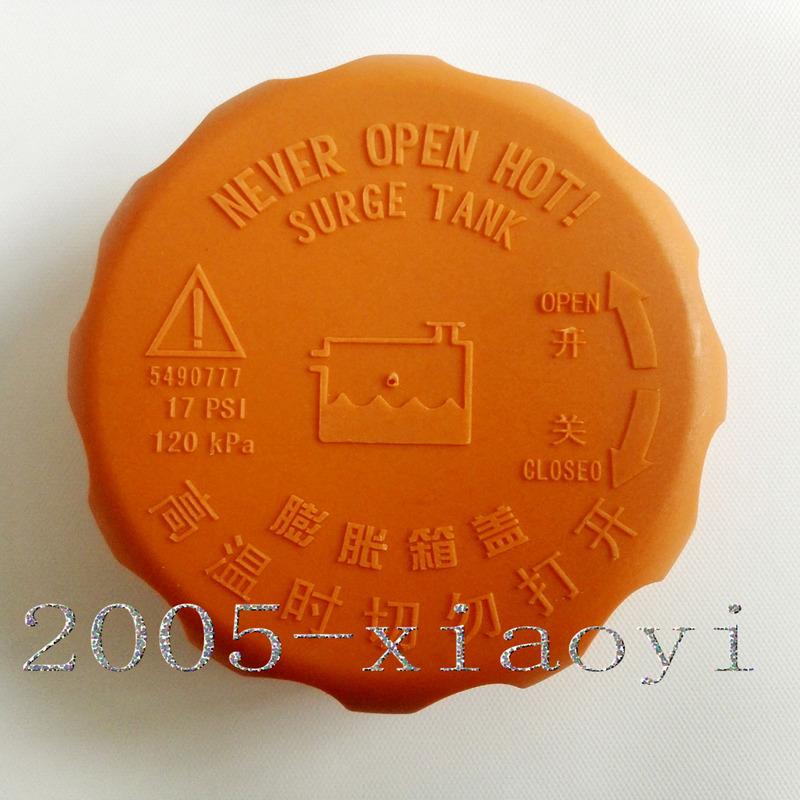 NEVER OPEN HOT!
SURGE TANK
OPEN
开
5490777
17 PSI
120 kPa
关
CLOSEO
膨胀箱盖
高温时切勿打开
2005-xiaoyi